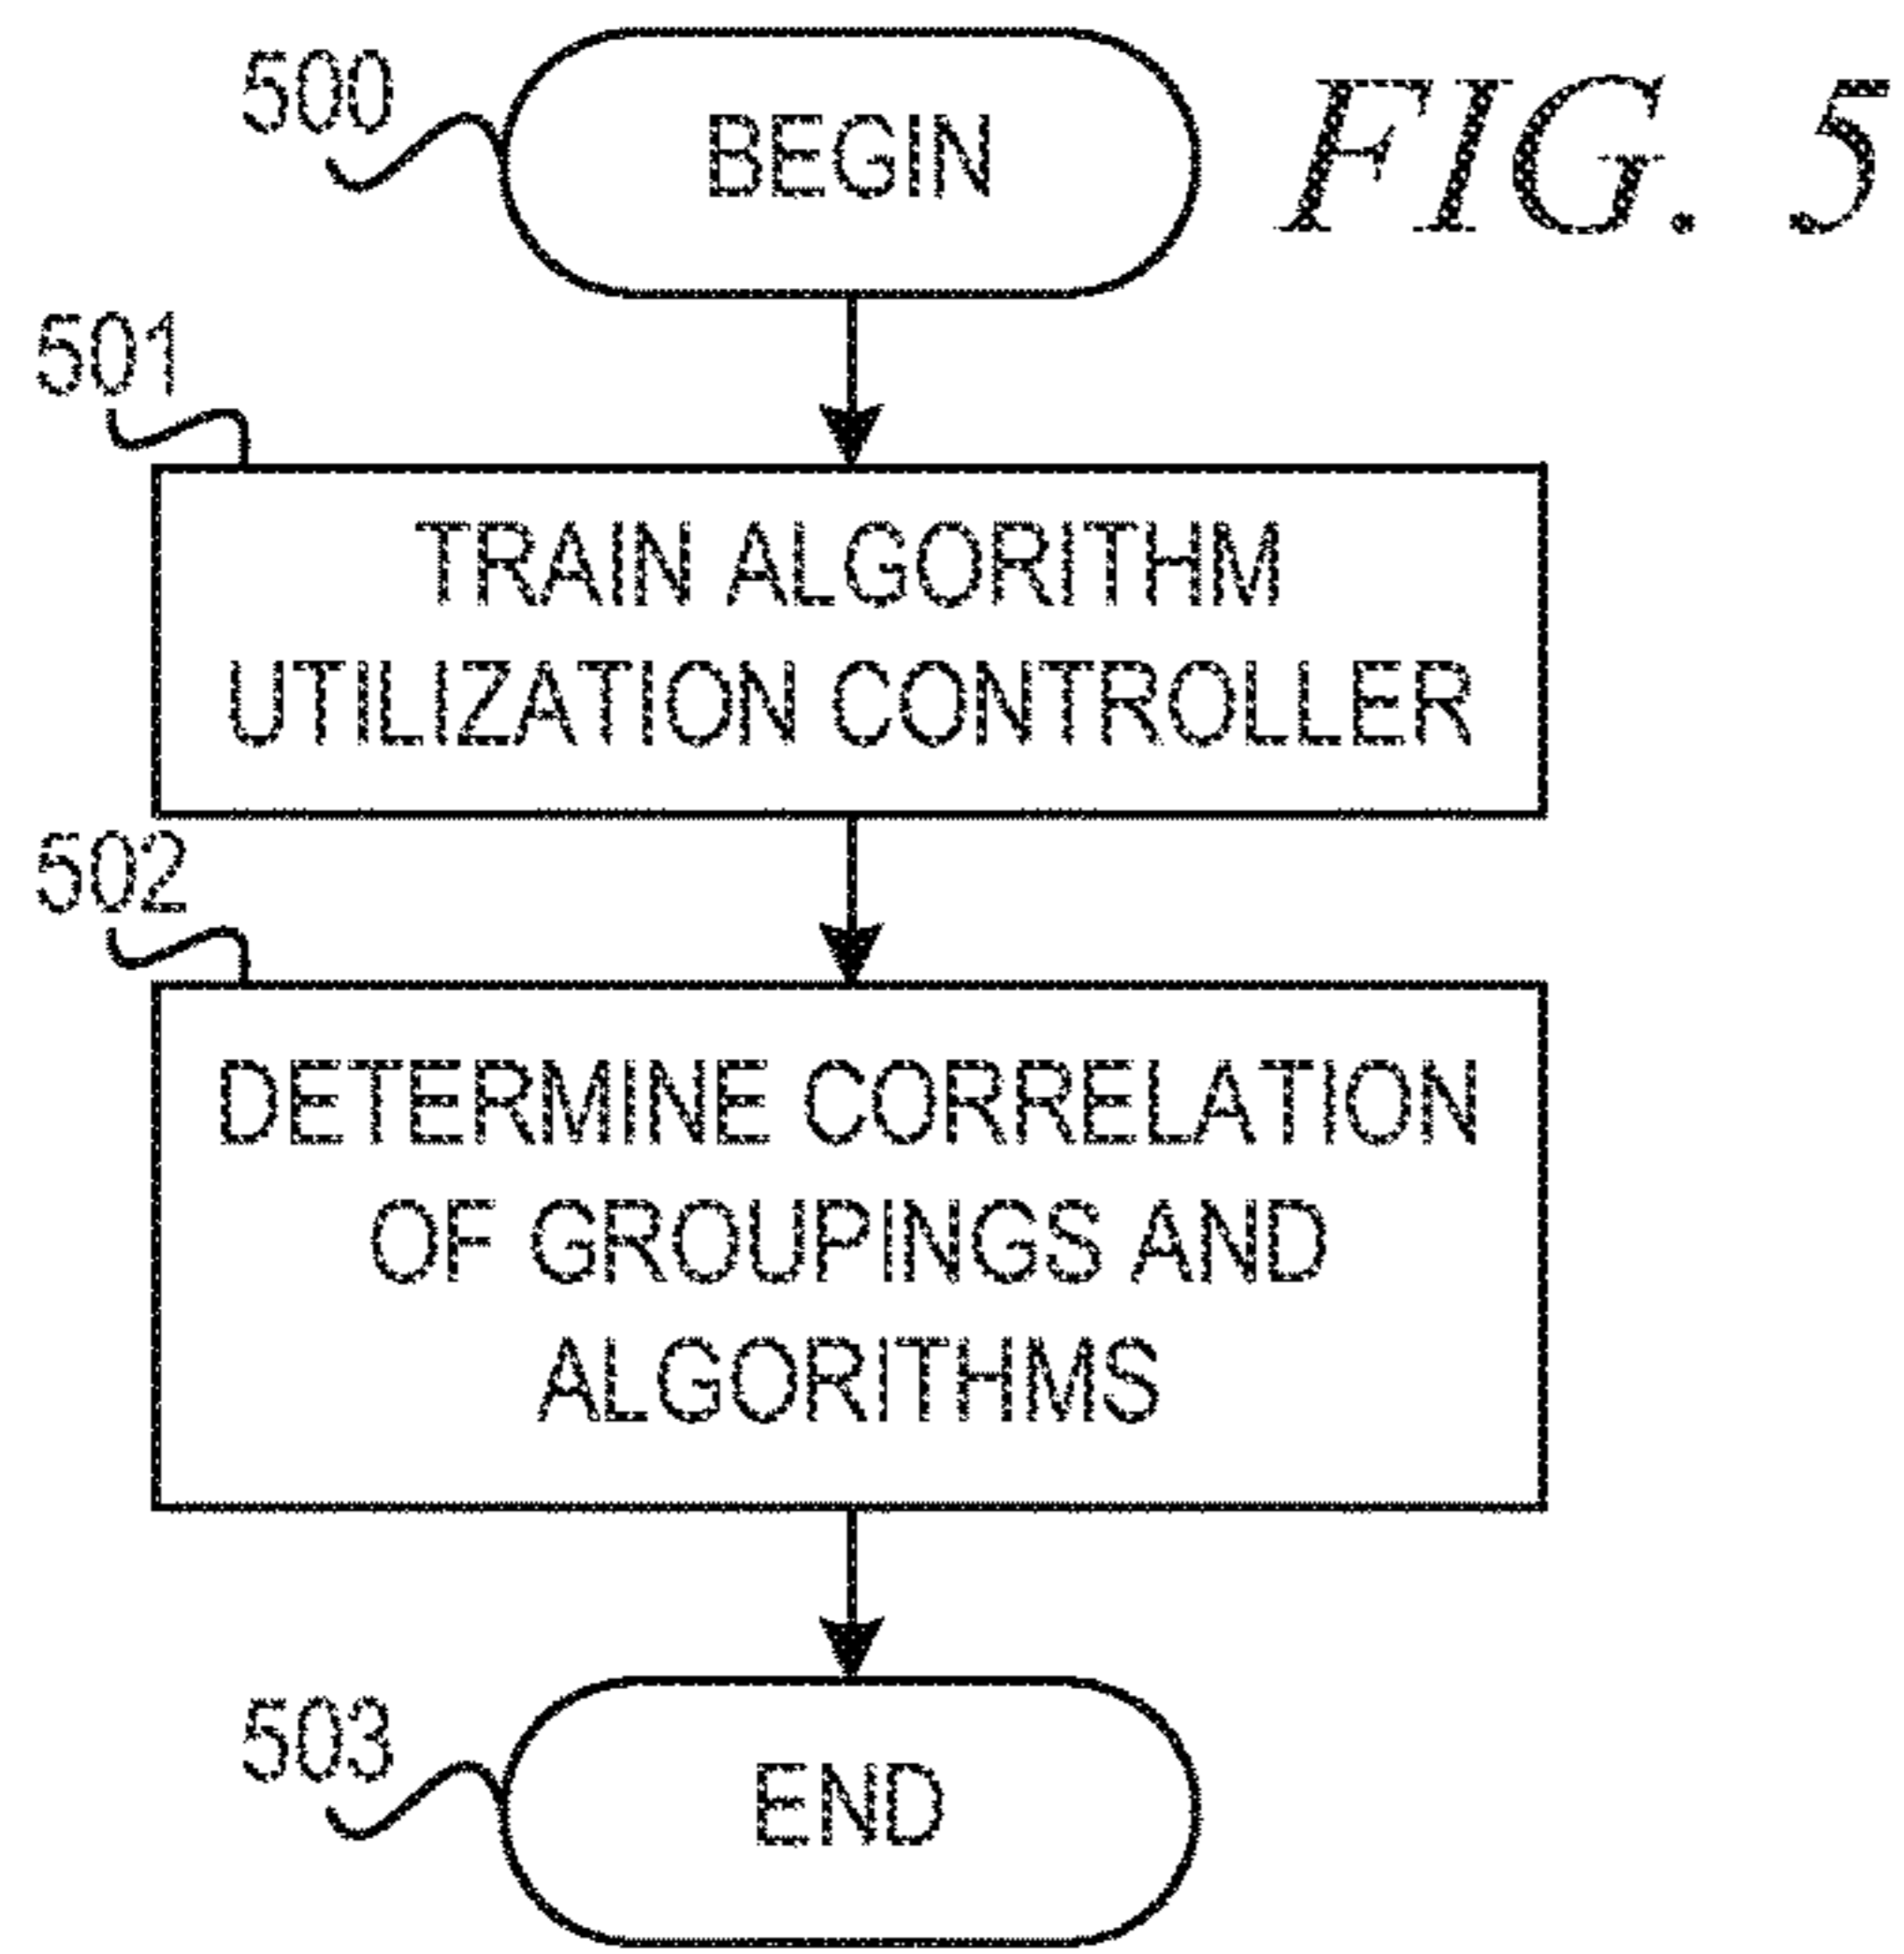 500
BEGIN
FIG. 5
501
TRAIN ALGORITHM
UTILIZATION CONTROLLER
502
DETERMINE CORRELATION
OF GROUPINGS AND
ALGORITHMS
503
END